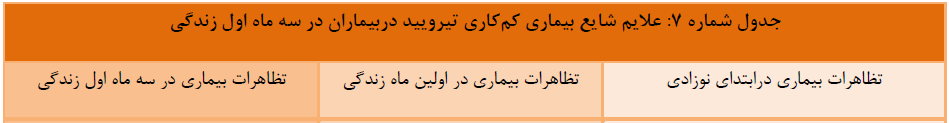 جدول شماره ۷: علایم شایع بیماری کم‌کاری تیرویید دربیماران در سه ماه اول زندگی
تظاهرات بیماری درابتدای نوزادی
تظاهرات بیماری در اولین ماه زندگی
تظاهرات بیماری در سه ماه اول زندگی